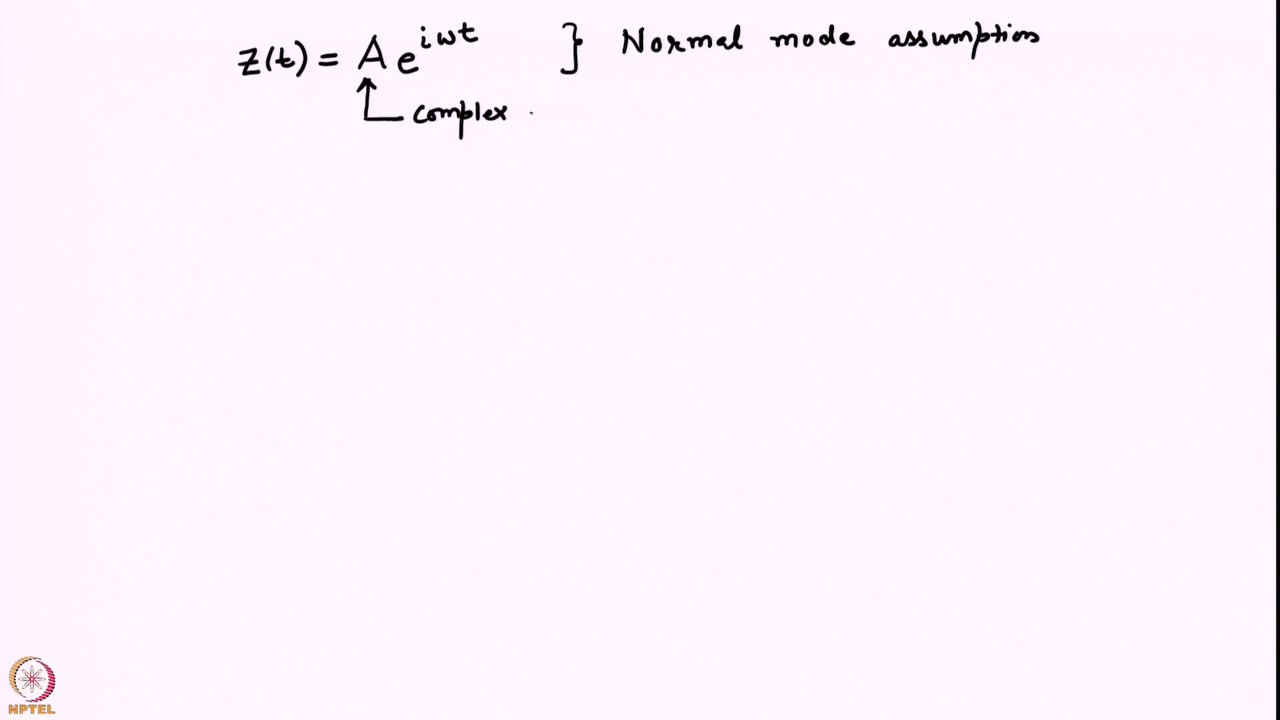 z(t) = A e^{iωt} } Normal mode assumption
complex
NPTEL